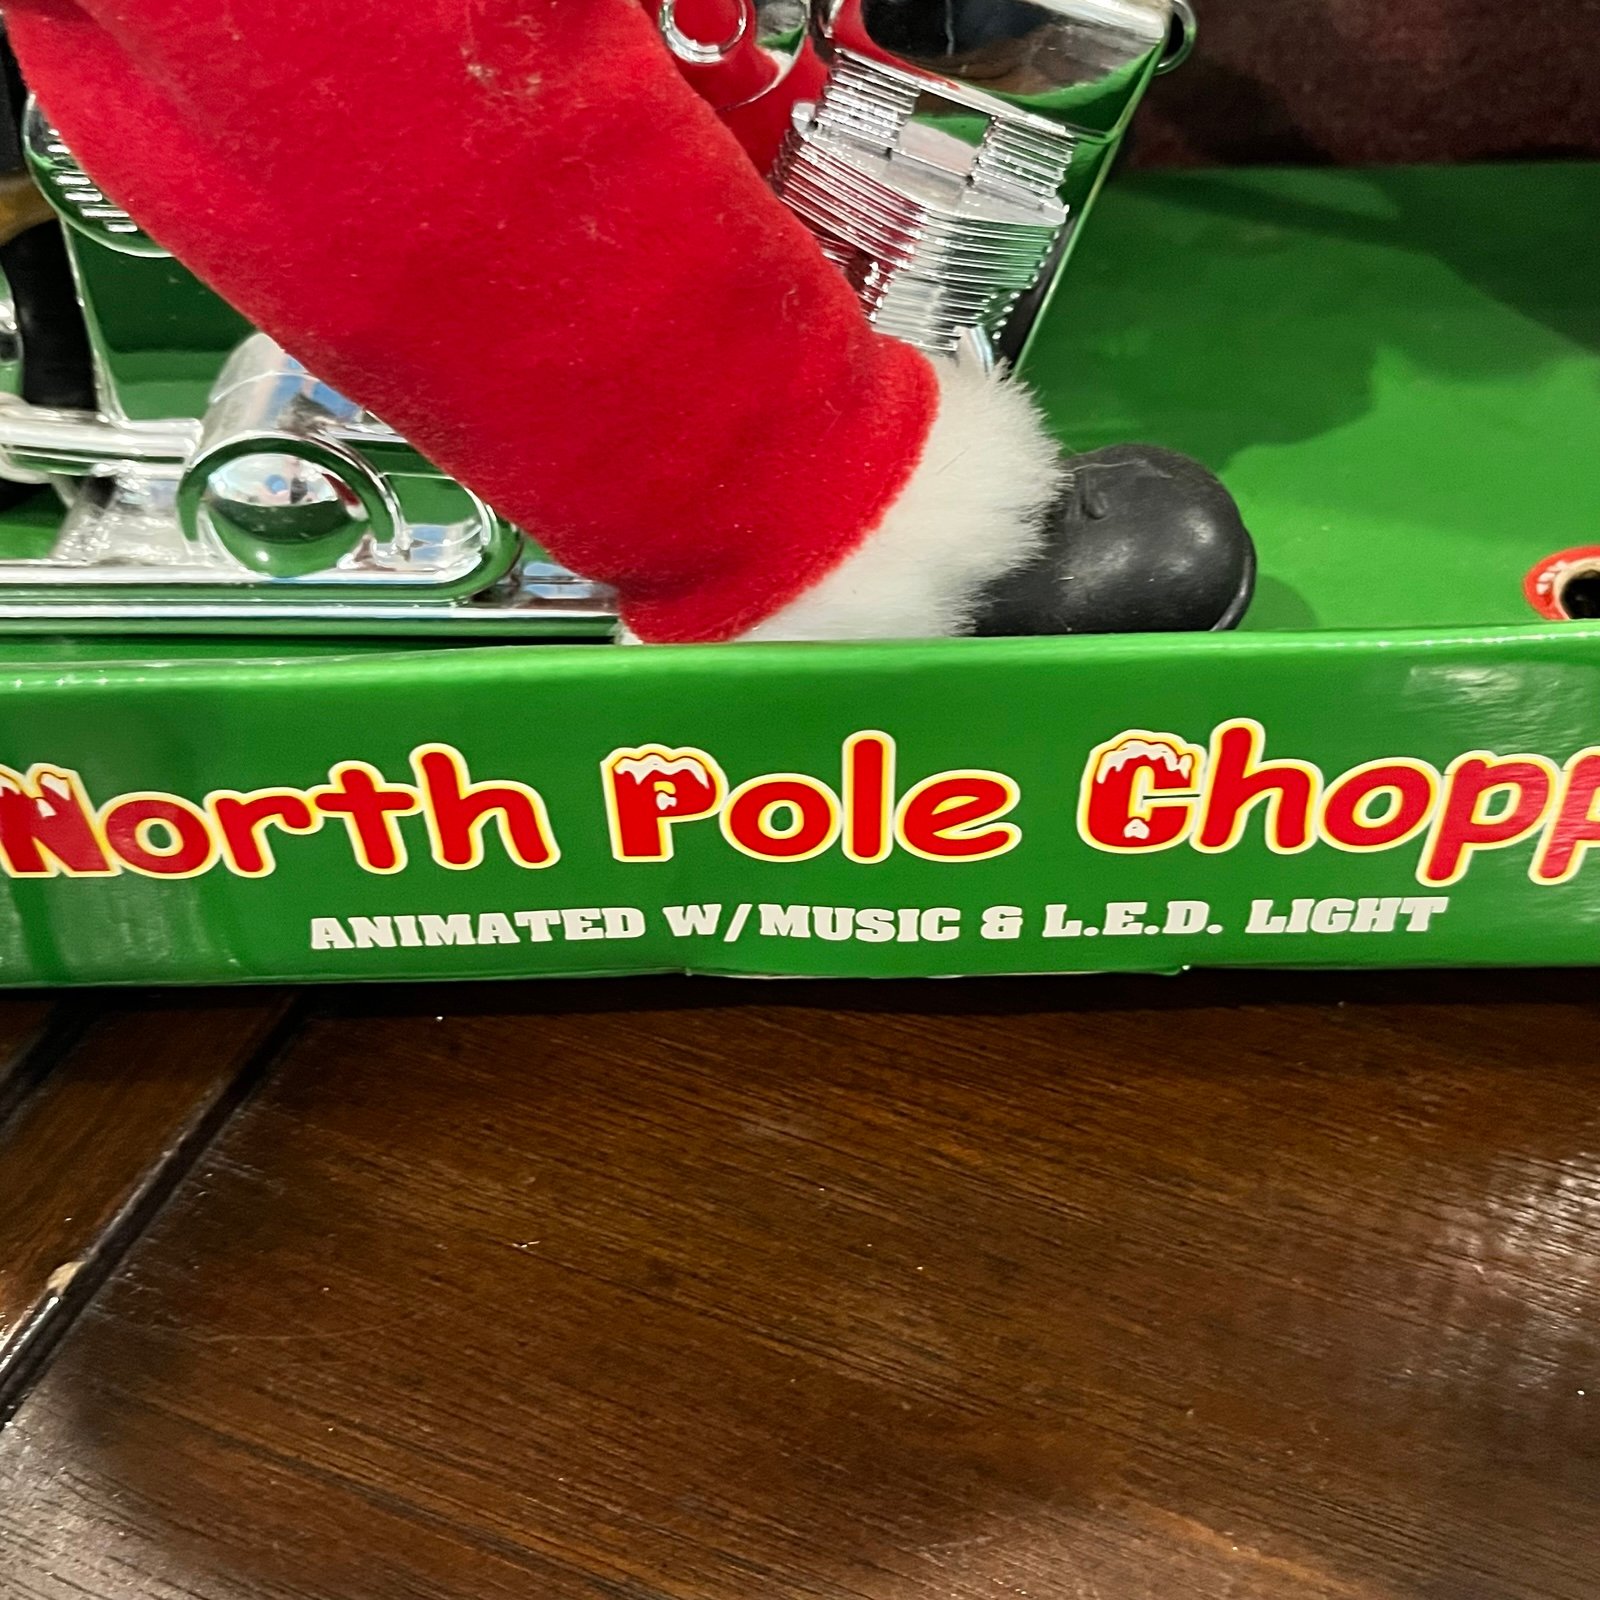 North Pole Chopp
ANIMATED W/MUSIC & L.E.D. LIGHT